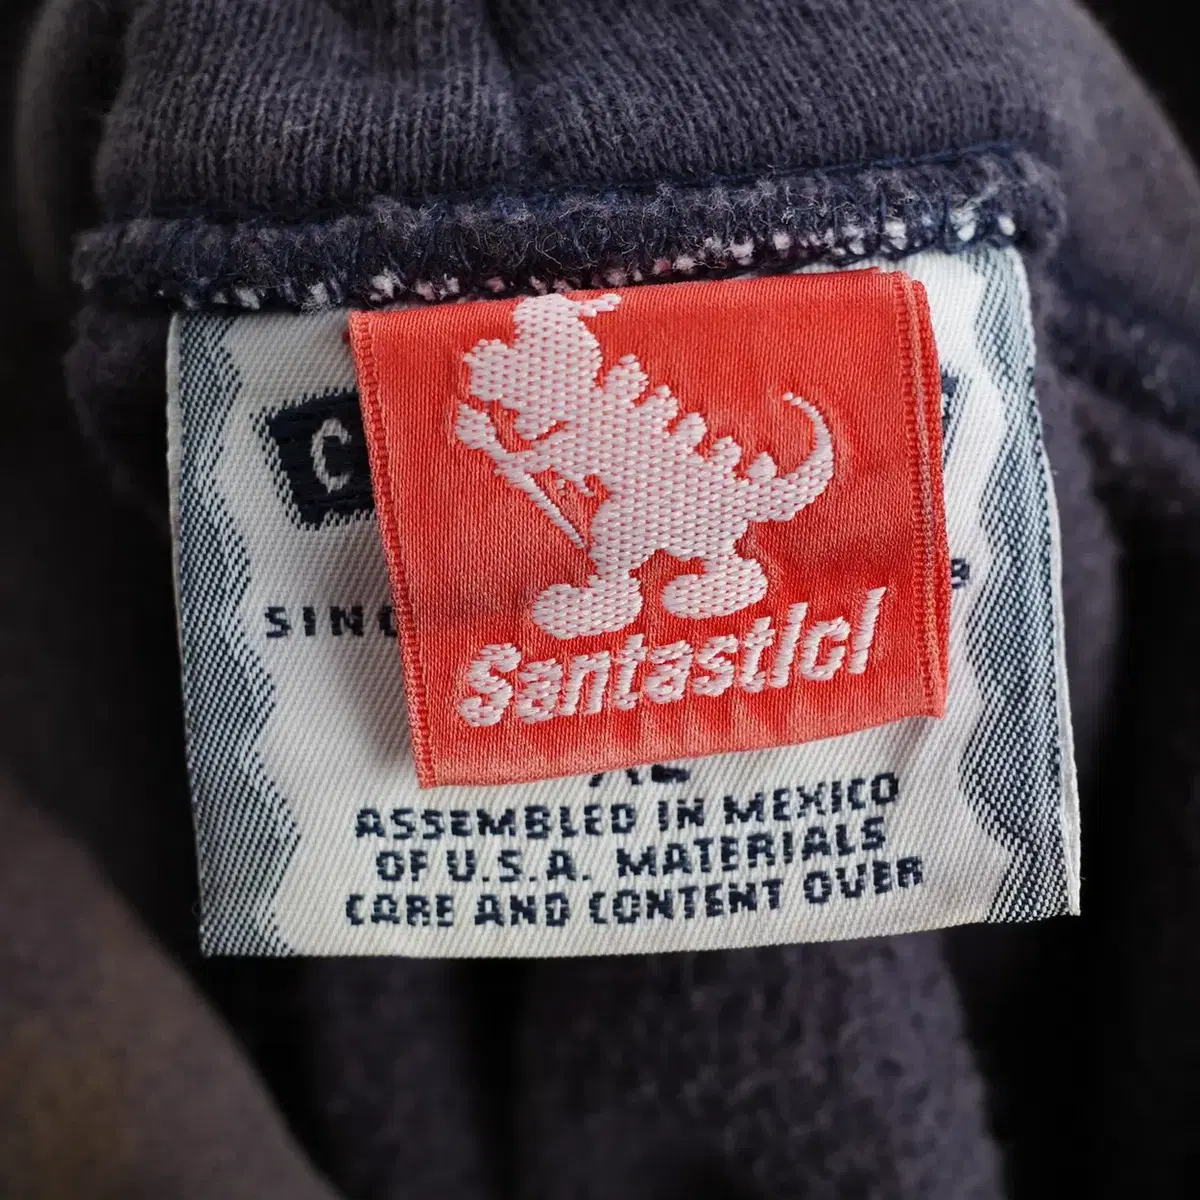 Santastic!
ASSEMBLED IN MEXICO
OF U.S.A. MATERIALS
CARE AND CONTENT OVER